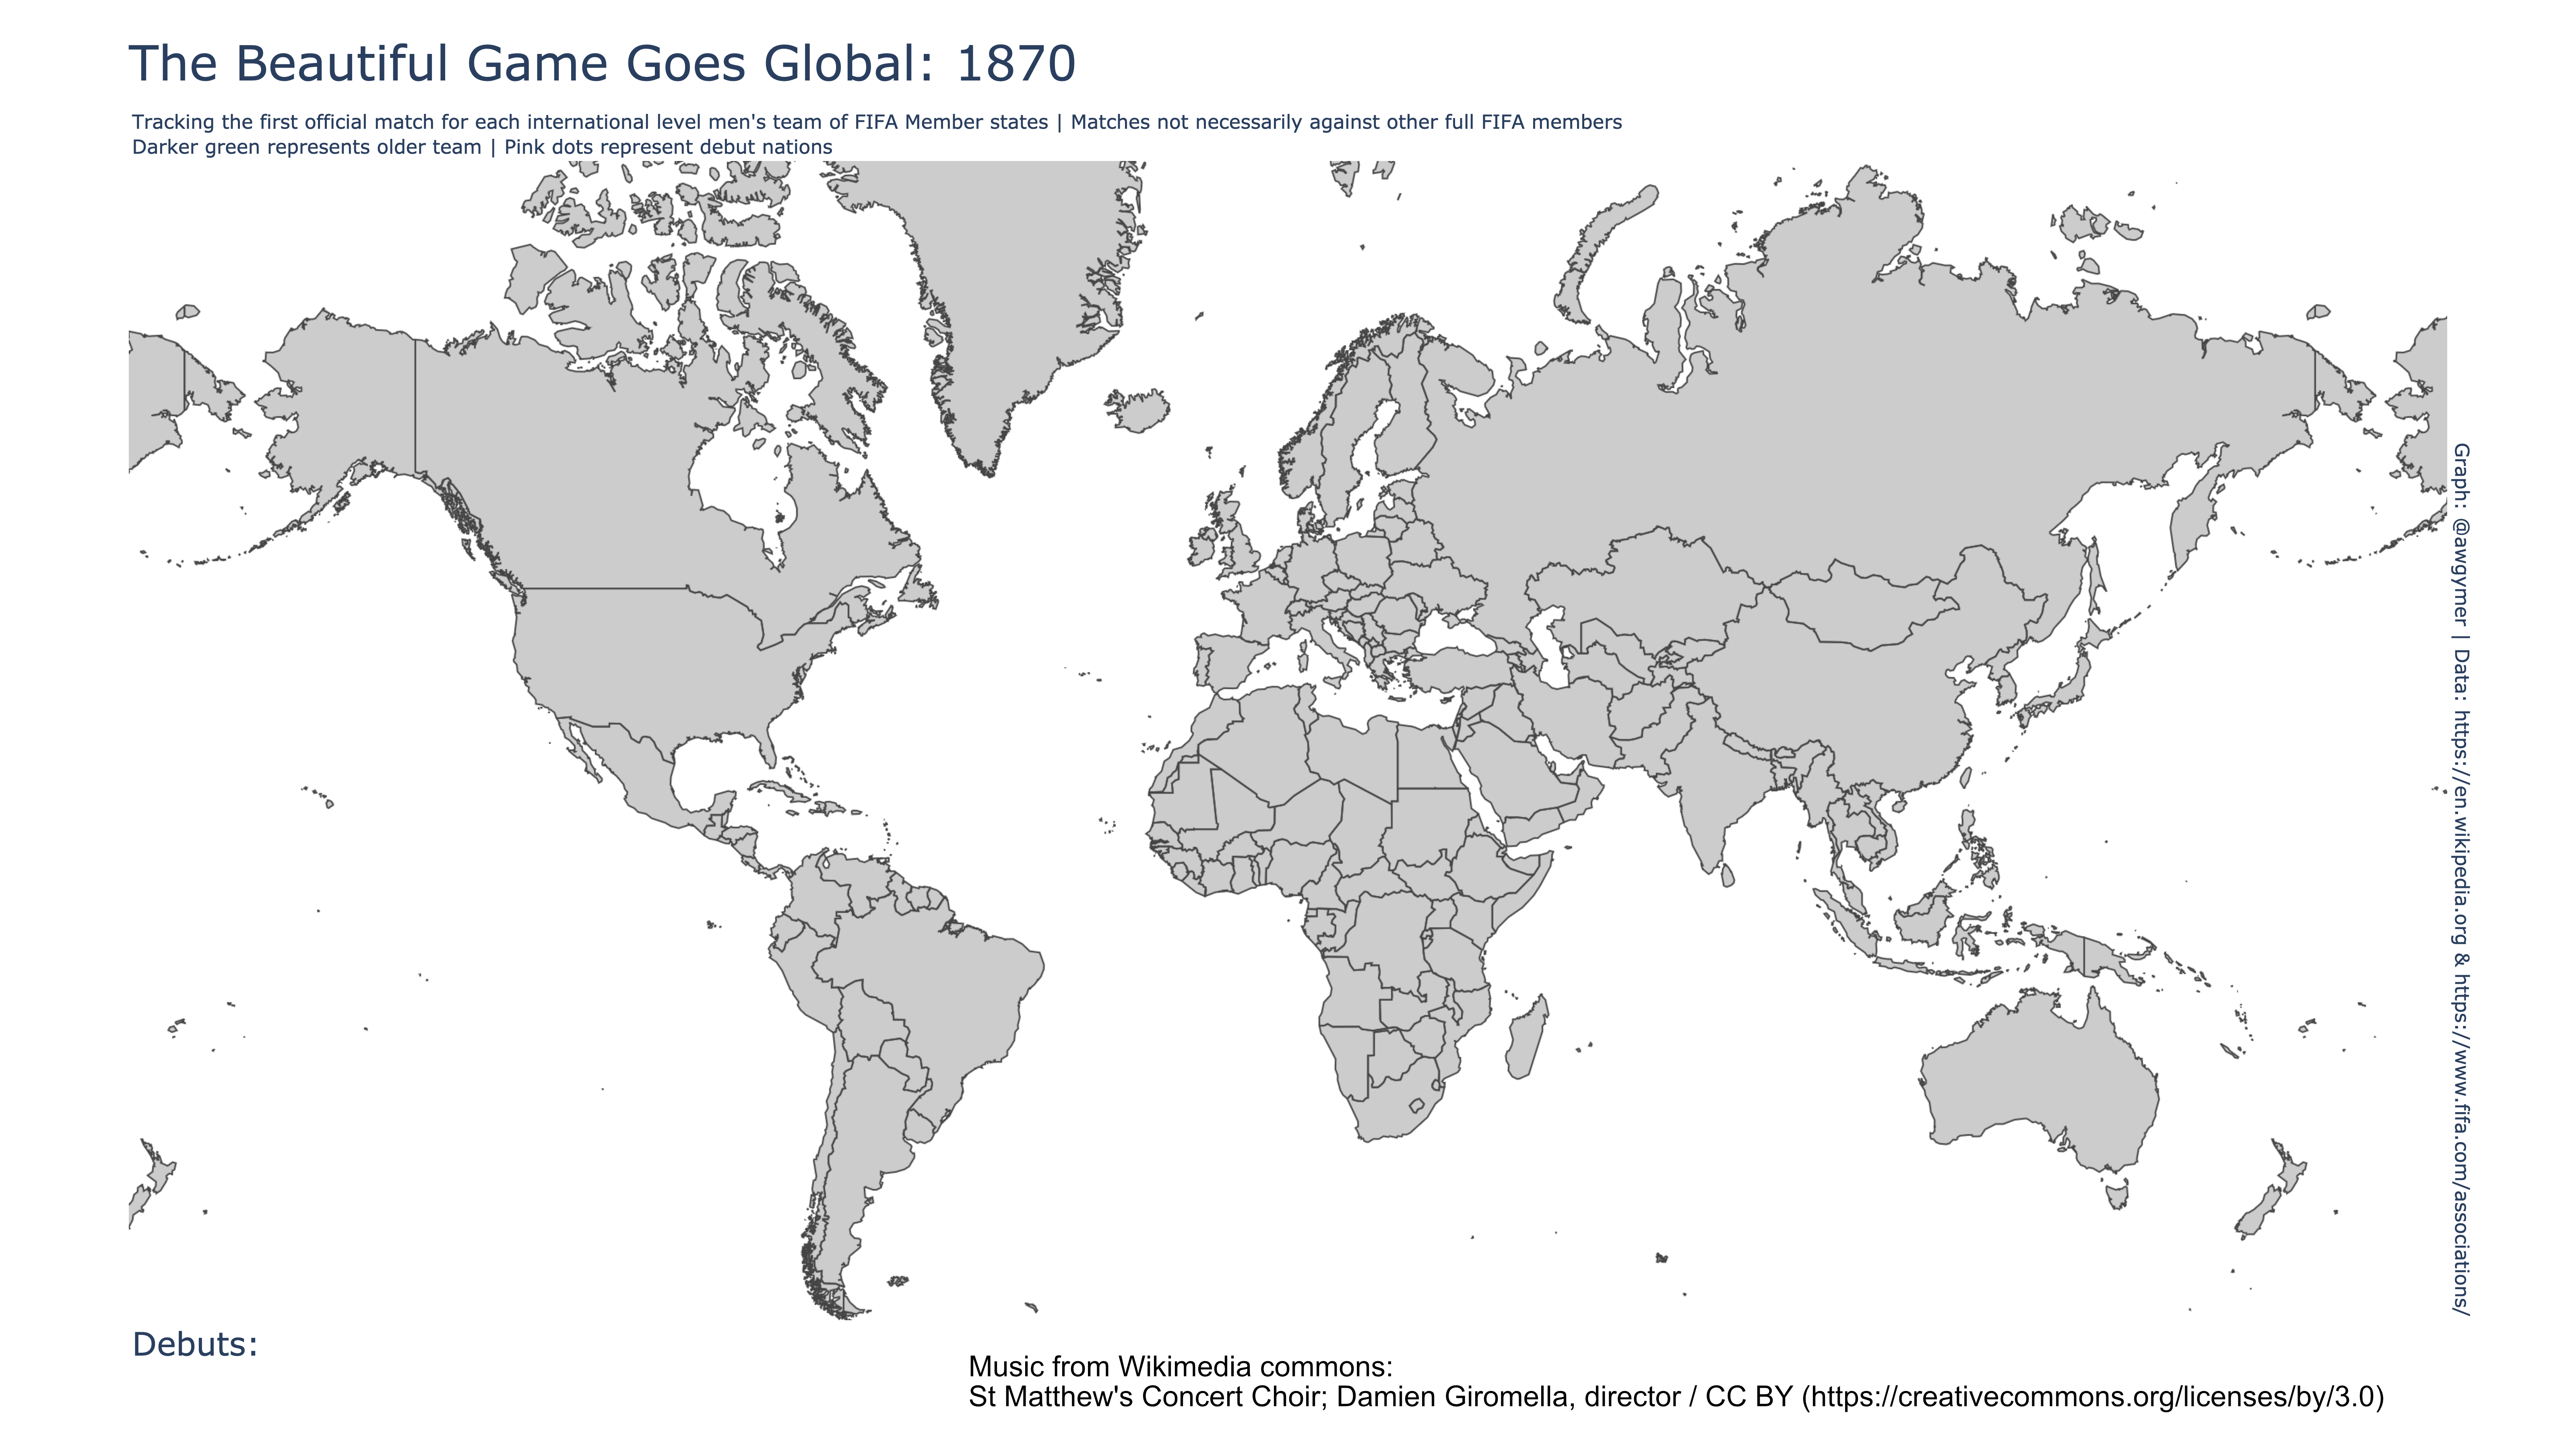 The Beautiful Game Goes Global: 1870
Tracking the first official match for each international level men's team of FIFA Member states | Matches not necessarily against other full FIFA members
Darker green represents older team | Pink dots represent debut nations
Graph: @awgymer | Data: https://en.wikipedia.org & https://www.fifa.com/associations/
Debuts:
Music from Wikimedia commons:
St Matthew's Concert Choir; Damien Giromella, director / CC BY (https://creativecommons.org/licenses/by/3.0)